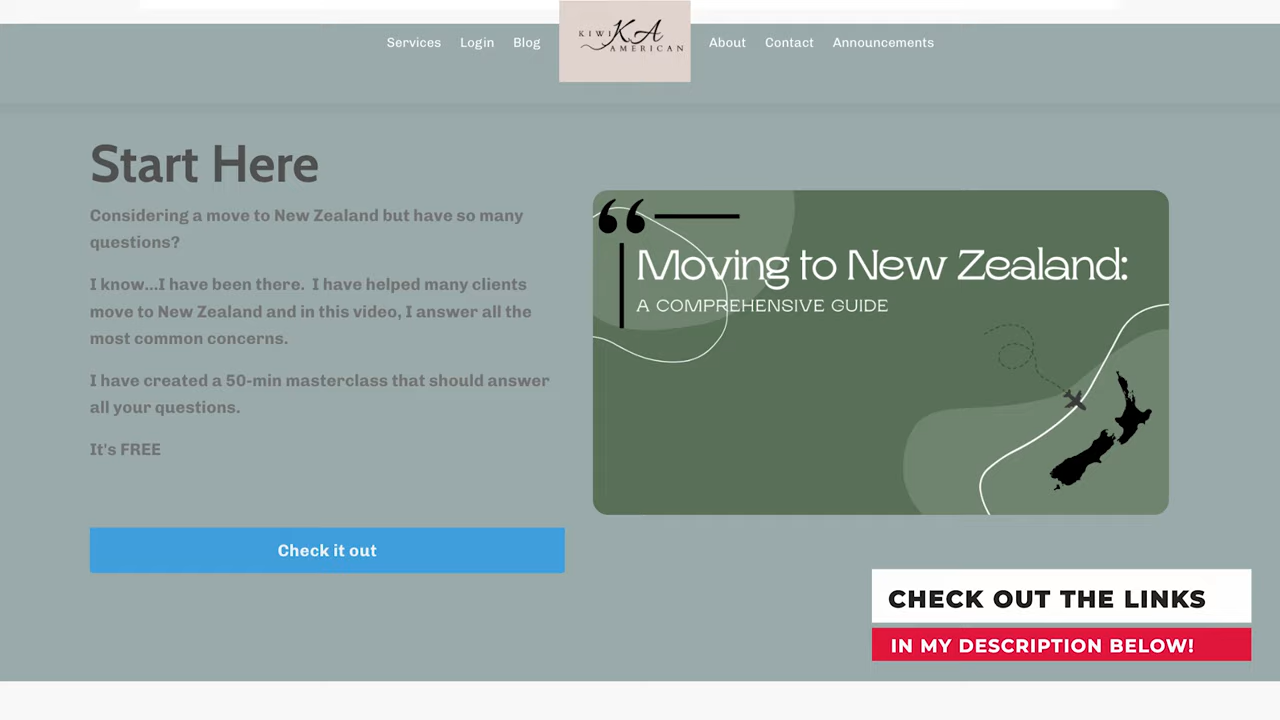 Services Login Blog
KIWI KA AMERICAN
About Contact Announcements
Start Here
Considering a move to New Zealand but have so many
questions?
I know...I have been there.  I have helped many clients
move to New Zealand and in this video, I answer all the
most common concerns.
I have created a 50-min masterclass that should answer
all your questions.
It's FREE
Check it out
Moving to New Zealand:
A COMPREHENSIVE GUIDE
CHECK OUT THE LINKS
IN MY DESCRIPTION BELOW!